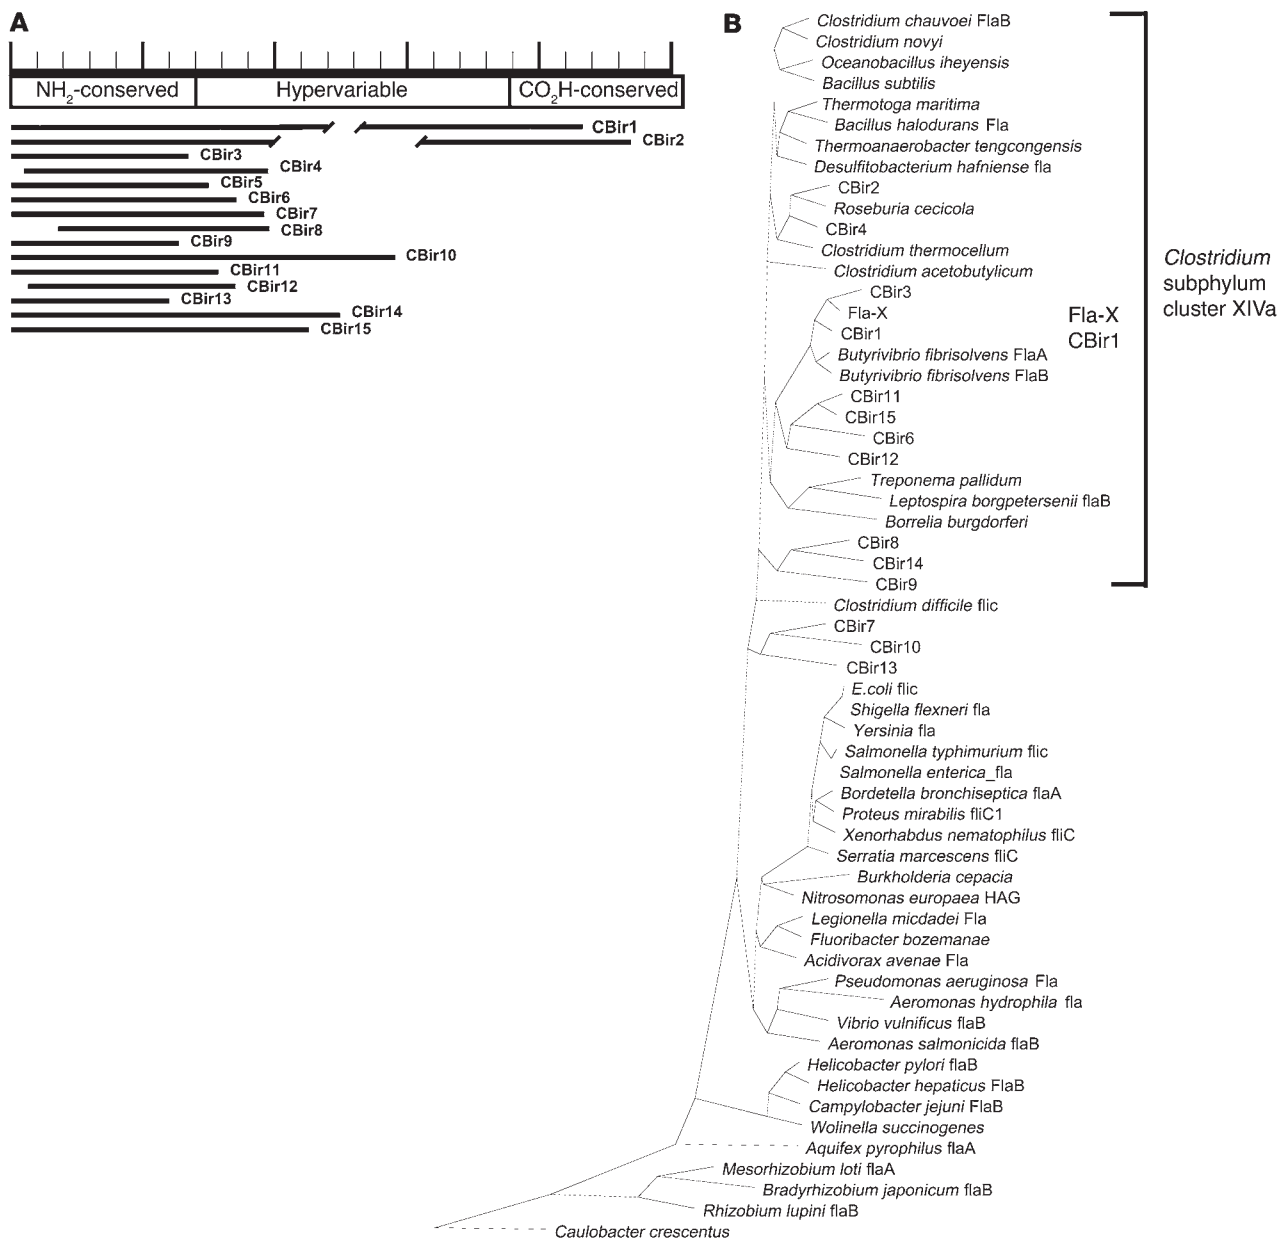 A
NH2-conserved
Hypervariable
CO2H-conserved
CBir1
CBir2
CBir3
CBir4
CBir5
CBir6
CBir7
CBir8
CBir9
CBir10
CBir11
CBir12
CBir13
CBir14
CBir15
B
Clostridium chauvoei FlaB
Clostridium novyi
Oceanobacillus iheyensis
Bacillus subtilis
Thermotoga maritima
Bacillus halodurans Fla
Thermoanaerobacter tengcongensis
Desulfitobacterium hafniense fla
CBir2
Roseburia cecicola
CBir4
Clostridium thermocellum
Clostridium acetobutylicum
CBir3
Fla-X
CBir1
Butyrivibrio fibrisolvens FlaA
Butyrivibrio fibrisolvens FlaB
CBir11
CBir15
CBir6
CBir12
Treponema pallidum
Leptospira borgpetersenii flaB
Borrelia burgdorferi
CBir8
CBir14
CBir9
Clostridium difficile flic
CBir7
CBir10
CBir13
E.coli flic
Shigella flexneri fla
Yersinia fla
Salmonella typhimurium flic
Salmonella enterica_fla
Bordetella bronchiseptica flaA
Proteus mirabilis fliC1
Xenorhabdus nematophilus fliC
Serratia marcescens fliC
Burkholderia cepacia
Nitrosomonas europaea HAG
Legionella micdadei Fla
Fluoribacter bozemanae
Acidivorax avenae Fla
Pseudomonas aeruginosa Fla
Aeromonas hydrophila fla
Vibrio vulnificus flaB
Aeromonas salmonicida flaB
Helicobacter pylori flaB
Helicobacter hepaticus FlaB
Campylobacter jejuni FlaB
Wolinella succinogenes
Aquifex pyrophilus flaA
Mesorhizobium loti flaA
Bradyrhizobium japonicum flaB
Rhizobium lupini flaB
Caulobacter crescentus
Fla-X
CBir1
Clostridium
subphylum
cluster XIVa